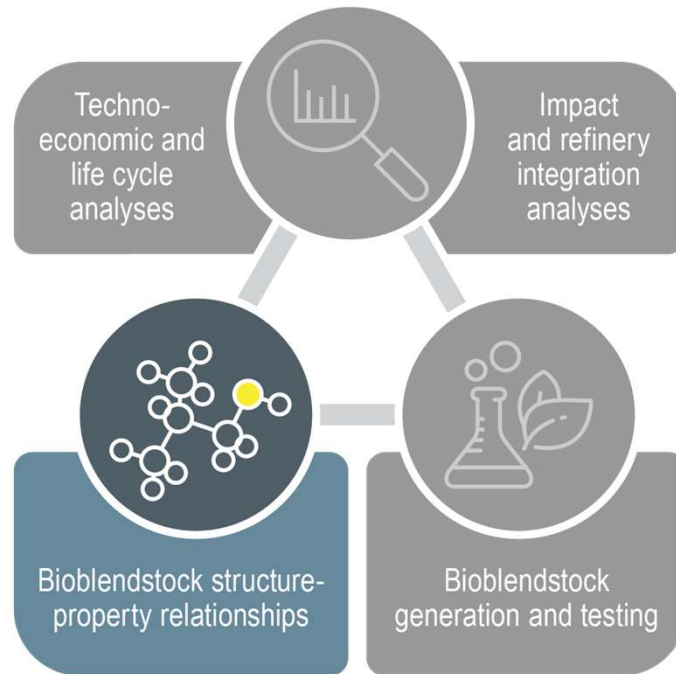 Techno-
economic and
life cycle
analyses
Impact
and refinery
integration
analyses
Bioblendstock structure-
property relationships
Bioblendstock
generation and testing